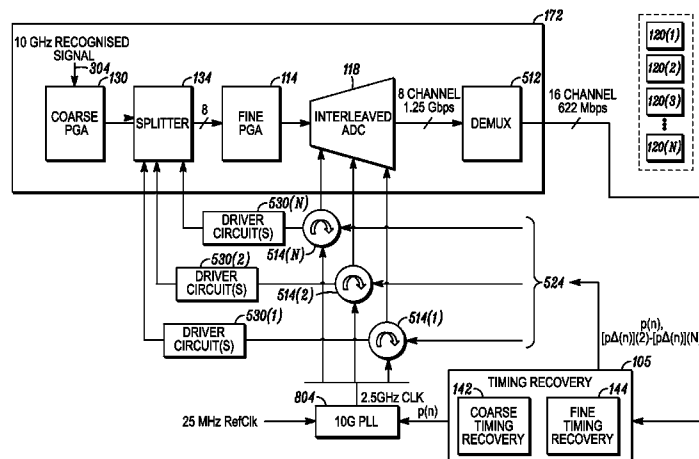 172
10 GHz RECOGNISED
SIGNAL
304
130
COARSE
PGA
134
SPLITTER
8
114
FINE
PGA
118
INTERLEAVED
ADC
8 CHANNEL
1.25 Gbps
512
DEMUX
16 CHANNEL
622 Mbps
120(1)
120(2)
120(3)
120(N)
530(N)
DRIVER
CIRCUIT(S)
514(N)
530(2)
DRIVER
CIRCUIT(S)
514(2)
530(1)
DRIVER
CIRCUIT(S)
514(1)
524
p(n),
[pΔ(n)](2)-[pΔ(n)](N)
105
TIMING RECOVERY
142
COARSE
TIMING
RECOVERY
144
FINE
TIMING
RECOVERY
804
2.5GHz CLK
25 MHz RefClk
10G PLL
p(n)